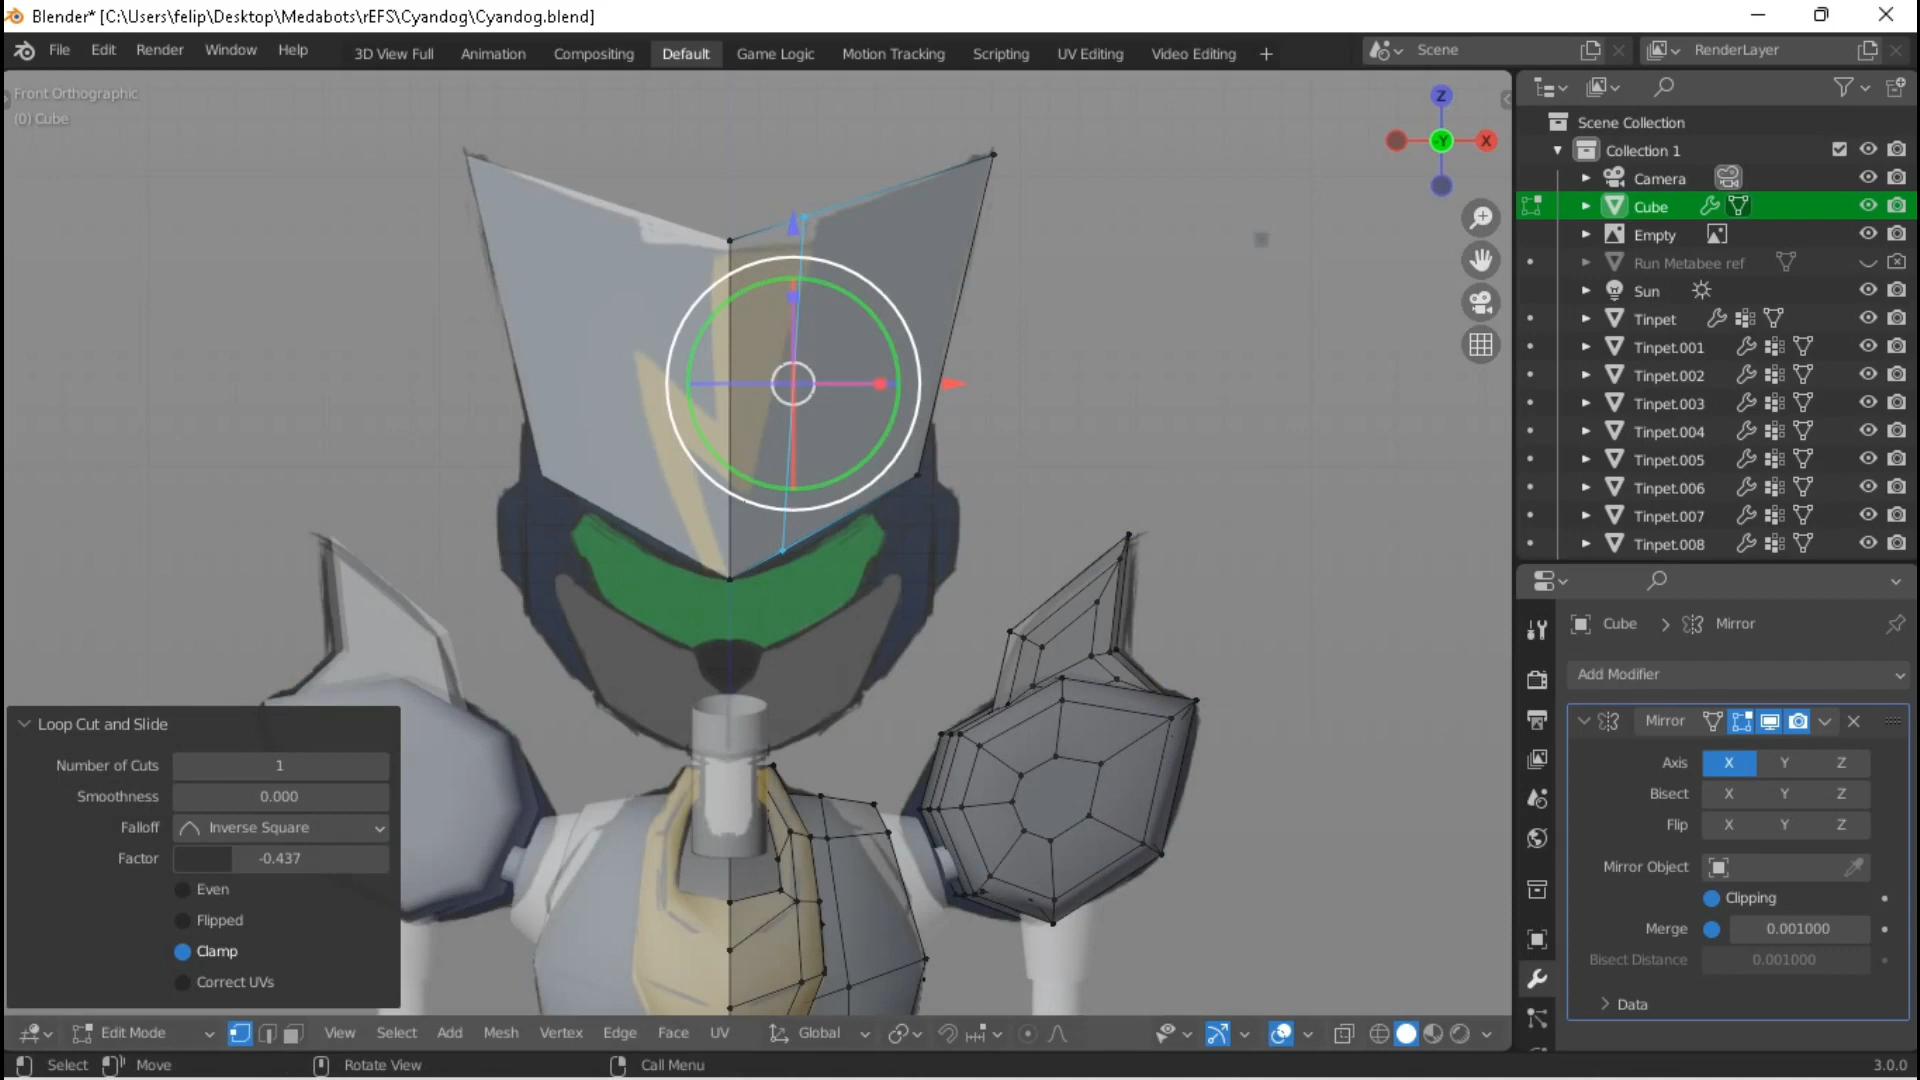 Blender* [C:\Users\felip\Desktop\Medabots\rEFS\Cyandog\Cyandog.blend]
File Edit Render Window Help 3D View Full Animation Compositing Default Game Logic Motion Tracking Scripting UV Editing Video Editing + Scene RenderLayer
Front Orthographic
(0) Cube
Z
Y
X
Scene Collection
Collection 1
Camera
Cube
Empty
Run Metabee ref
Sun
Tinpet
Tinpet.001
Tinpet.002
Tinpet.003
Tinpet.004
Tinpet.005
Tinpet.006
Tinpet.007
Tinpet.008
Cube > Mirror
Add Modifier
Mirror
Axis X Y Z
Bisect X Y Z
Flip X Y Z
Mirror Object
Clipping
Merge 0.001000
Bisect Distance 0.001000
Data
Loop Cut and Slide
Number of Cuts 1
Smoothness 0.000
Falloff Inverse Square
Factor -0.437
Even
Flipped
Clamp
Correct UVs
Edit Mode View Select Add Mesh Vertex Edge Face UV Global
Select Move Rotate View Call Menu 3.0.0